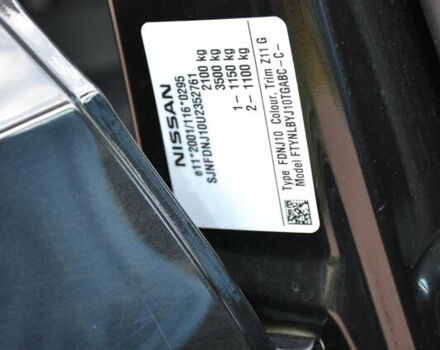 NISSAN
e11*2001/116*0295
SJNFDNJ10U2352761
2100 kg
3500 kg
1- 1150 kg
2- 1100 kg
Type FDNJ10 Colour, Trim Z11 G
Model FTYNLBYJ10TGABC-C-